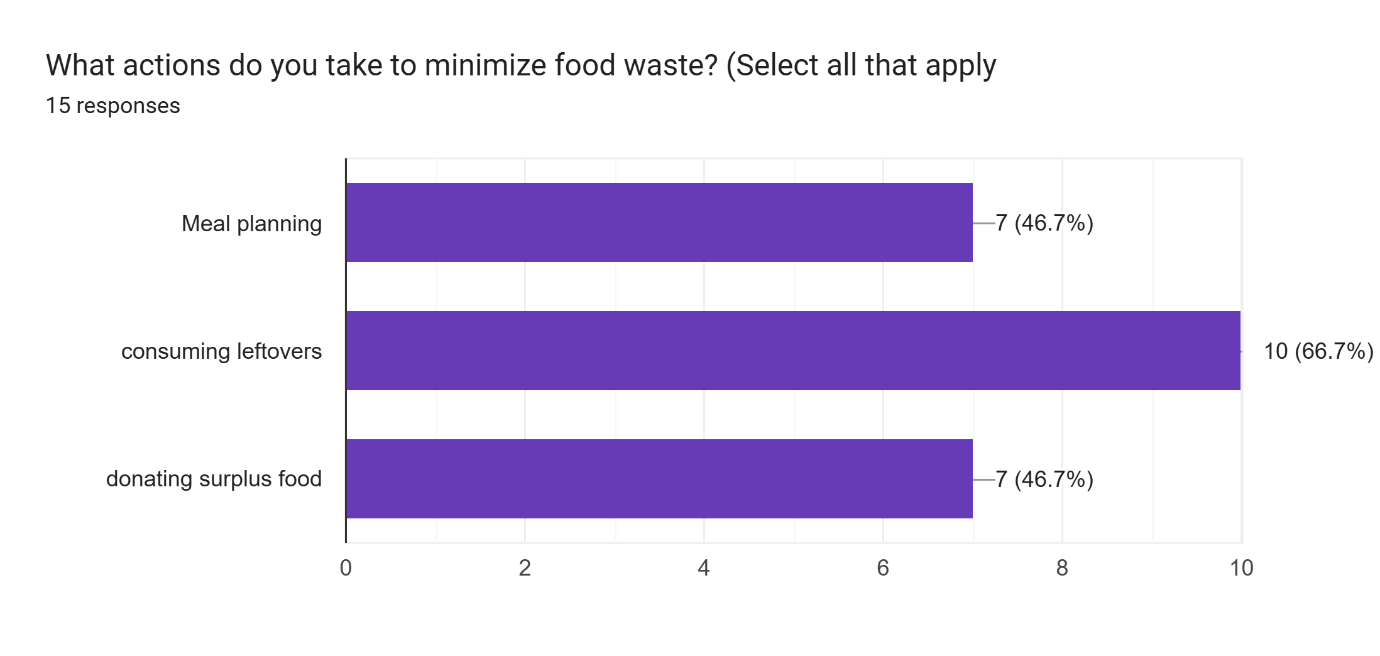 What actions do you take to minimize food waste? (Select all that apply
15 responses
Meal planning
7 (46.7%)
consuming leftovers
10 (66.7%)
donating surplus food
7 (46.7%)
0 2 4 6 8 10